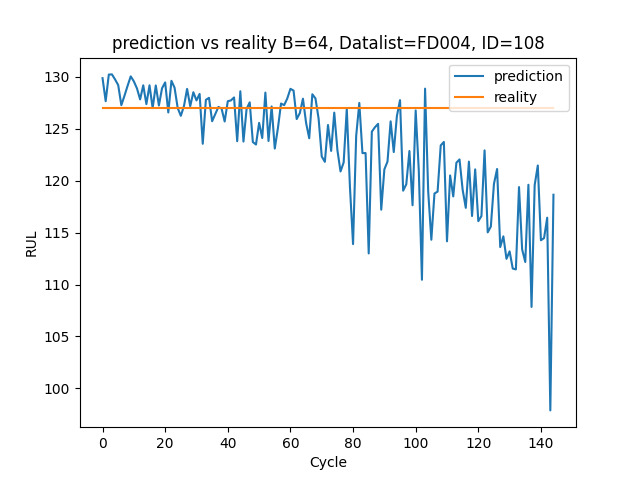 prediction vs reality B=64, Datalist=FD004, ID=108
prediction
reality
RUL
130
125
120
115
110
105
100
0 20 40 60 80 100 120 140
Cycle